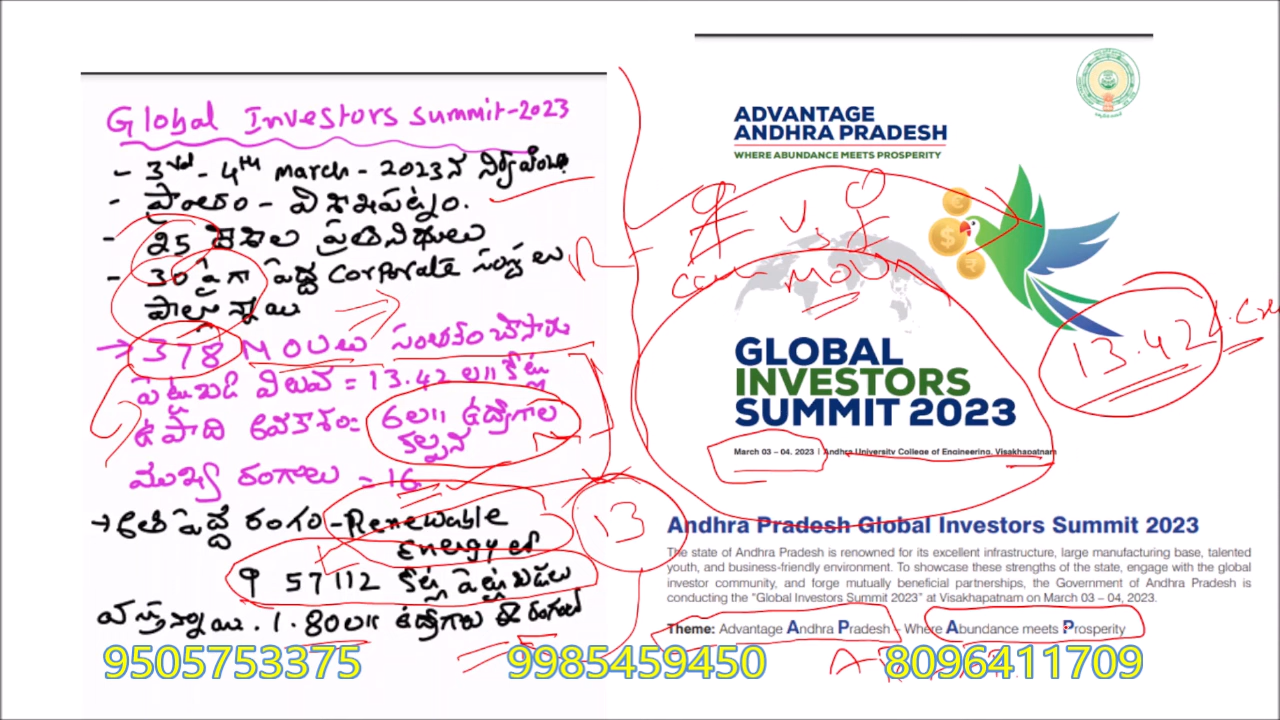 Global Investors summit-2023
- 3rd - 4th march - 2023న నిర్వహించారు
- ప్రాంతం - విశాఖపట్నం.
- 25 దేశాల ప్రతినిధులు
- 30 పైగా పెద్ద Corporate సంస్థలు
పాల్గొన్నాయి
→ 378 MOUలు సంతకం చేసారు
పెట్టుబడి విలువ = 13.42 ల॥ కోట్లు
ఉపాధి అవకాశం: 6ల॥ ఉద్యోగాల
కల్పన
ముఖ్య రంగాలు = 16
→ అతి పెద్ద రంగం - Renewable
Energy
57112 కోట్ల పెట్టుబడులు
వస్తున్నాయి. 1.80ల॥ ఉద్యోగాలు ఈ రంగంలో
ADVANTAGE
ANDHRA PRADESH
WHERE ABUNDANCE MEETS PROSPERITY
MOU
13.42
GLOBAL
INVESTORS
SUMMIT 2023
March 03 – 04, 2023 | Andhra University College of Engineering, Visakhapatnam
13
Andhra Pradesh Global Investors Summit 2023
The state of Andhra Pradesh is renowned for its excellent infrastructure, large manufacturing base, talented
youth, and business-friendly environment. To showcase these strengths of the state, engage with the global
investor community, and forge mutually beneficial partnerships, the Government of Andhra Pradesh is
conducting the "Global Investors Summit 2023" at Visakhapatnam on March 03 – 04, 2023.
Theme: Advantage Andhra Pradesh – Where Abundance meets Prosperity
9505753375 9985459450 8096411709